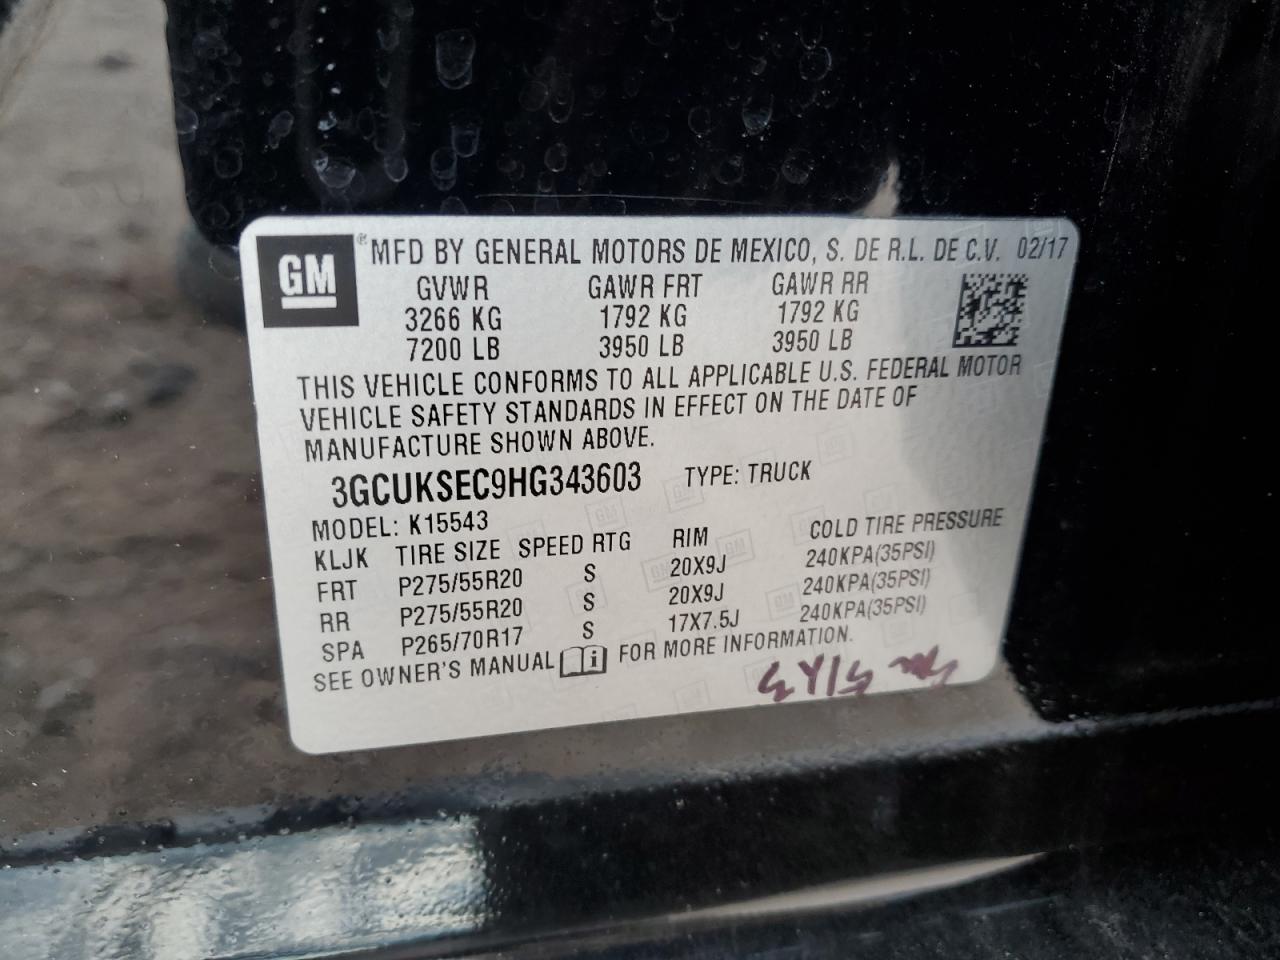 GM ® MFD BY GENERAL MOTORS DE MEXICO, S. DE R.L. DE C.V. 02/17
GVWR GAWR FRT GAWR RR
3266 KG 1792 KG 1792 KG
7200 LB 3950 LB 3950 LB
THIS VEHICLE CONFORMS TO ALL APPLICABLE U.S. FEDERAL MOTOR
VEHICLE SAFETY STANDARDS IN EFFECT ON THE DATE OF
MANUFACTURE SHOWN ABOVE.
3GCUKSEC9HG343603 TYPE: TRUCK
MODEL: K15543
KLJK TIRE SIZE SPEED RTG RIM COLD TIRE PRESSURE
FRT P275/55R20 S 20X9J 240KPA(35PSI)
RR P275/55R20 S 20X9J 240KPA(35PSI)
SPA P265/70R17 S 17X7.5J 240KPA(35PSI)
SEE OWNER'S MANUAL FOR MORE INFORMATION.